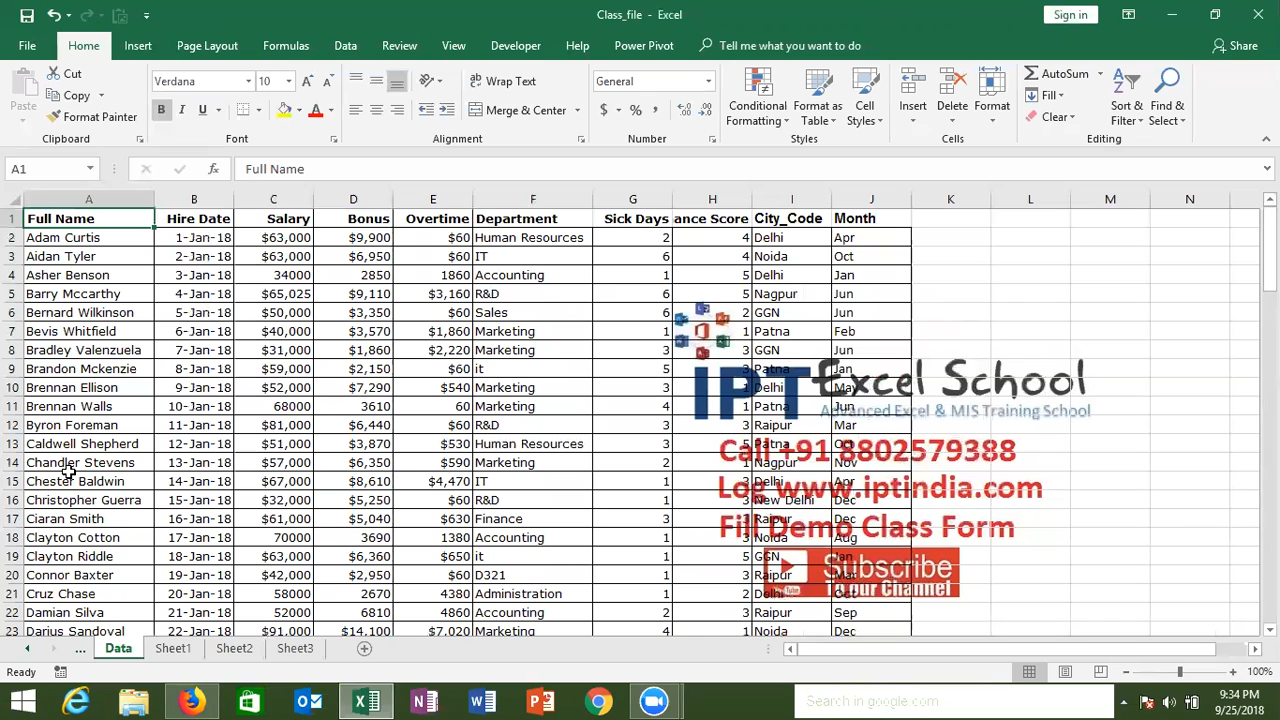 Class_file - Excel
Sign in
File Home Insert Page Layout Formulas Data Review View Developer Help Power Pivot Tell me what you want to do Share
Paste Cut Copy Format Painter
Verdana 10
B I U
Wrap Text
Merge & Center
General
$ % ,
Conditional Formatting Format as Table Cell Styles
Insert Delete Format
AutoSum Fill Clear
Sort & Filter Find & Select
Clipboard Font Alignment Number Styles Cells Editing
A1 fx Full Name
A B C D E F G H I J K L M N
1 Full Name Hire Date Salary Bonus Overtime Department Sick Days ance Score City_Code Month
2 Adam Curtis 1-Jan-18 $63,000 $9,900 $60 Human Resources 2 4 Delhi Apr
3 Aidan Tyler 2-Jan-18 $63,000 $6,950 $60 IT 6 4 Noida Oct
4 Asher Benson 3-Jan-18 34000 2850 1860 Accounting 1 5 Delhi Jan
5 Barry Mccarthy 4-Jan-18 $65,025 $9,110 $3,160 R&D 6 5 Nagpur Jun
6 Bernard Wilkinson 5-Jan-18 $50,000 $3,350 $60 Sales 6 2 GGN Jun
7 Bevis Whitfield 6-Jan-18 $40,000 $3,570 $1,860 Marketing 1 1 Patna Feb
8 Bradley Valenzuela 7-Jan-18 $31,000 $1,860 $2,220 Marketing 3 3 GGN Jun
9 Brandon Mckenzie 8-Jan-18 $59,000 $2,150 $60 it 5 3 Patna Jan
10 Brennan Ellison 9-Jan-18 $52,000 $7,290 $540 Marketing 3 1 Delhi May
11 Brennan Walls 10-Jan-18 68000 3610 60 Marketing 4 1 Patna Jun
12 Byron Foreman 11-Jan-18 $81,000 $6,440 $60 R&D 3 3 Raipur Mar
13 Caldwell Shepherd 12-Jan-18 $51,000 $3,870 $530 Human Resources 3 5 Patna Oct
14 Chandler Stevens 13-Jan-18 $57,000 $6,350 $590 Marketing 2 1 Nagpur Nov
15 Chester Baldwin 14-Jan-18 $67,000 $8,610 $4,470 IT 1 3 Delhi Apr
16 Christopher Guerra 15-Jan-18 $32,000 $5,250 $60 R&D 1 3 New Delhi Dec
17 Ciaran Smith 16-Jan-18 $61,000 $5,040 $630 Finance 3 Raipur Dec
18 Clayton Cotton 17-Jan-18 70000 3690 1380 Accounting 1 3 Noida Aug
19 Clayton Riddle 18-Jan-18 $63,000 $6,360 $650 it 1 5 GGN Jan
20 Connor Baxter 19-Jan-18 $42,000 $2,950 $60 D321 1 3 Raipur Mar
21 Cruz Chase 20-Jan-18 58000 2670 4380 Administration 1 2 Delhi Oct
22 Damian Silva 21-Jan-18 52000 6810 4860 Accounting 2 3 Raipur Sep
23 Darius Sandoval 22-Jan-18 $91,000 $14,100 $7,020 Marketing 4 1 Noida Dec
IPT Excel School
Advanced Excel & MIS Training School
Call +91 8802579388
Log www.iptindia.com
Fill Demo Class Form
Subscribe
To our Channel
... Data Sheet1 Sheet2 Sheet3
Ready 100%
Search in google.com
9:34 PM
9/25/2018